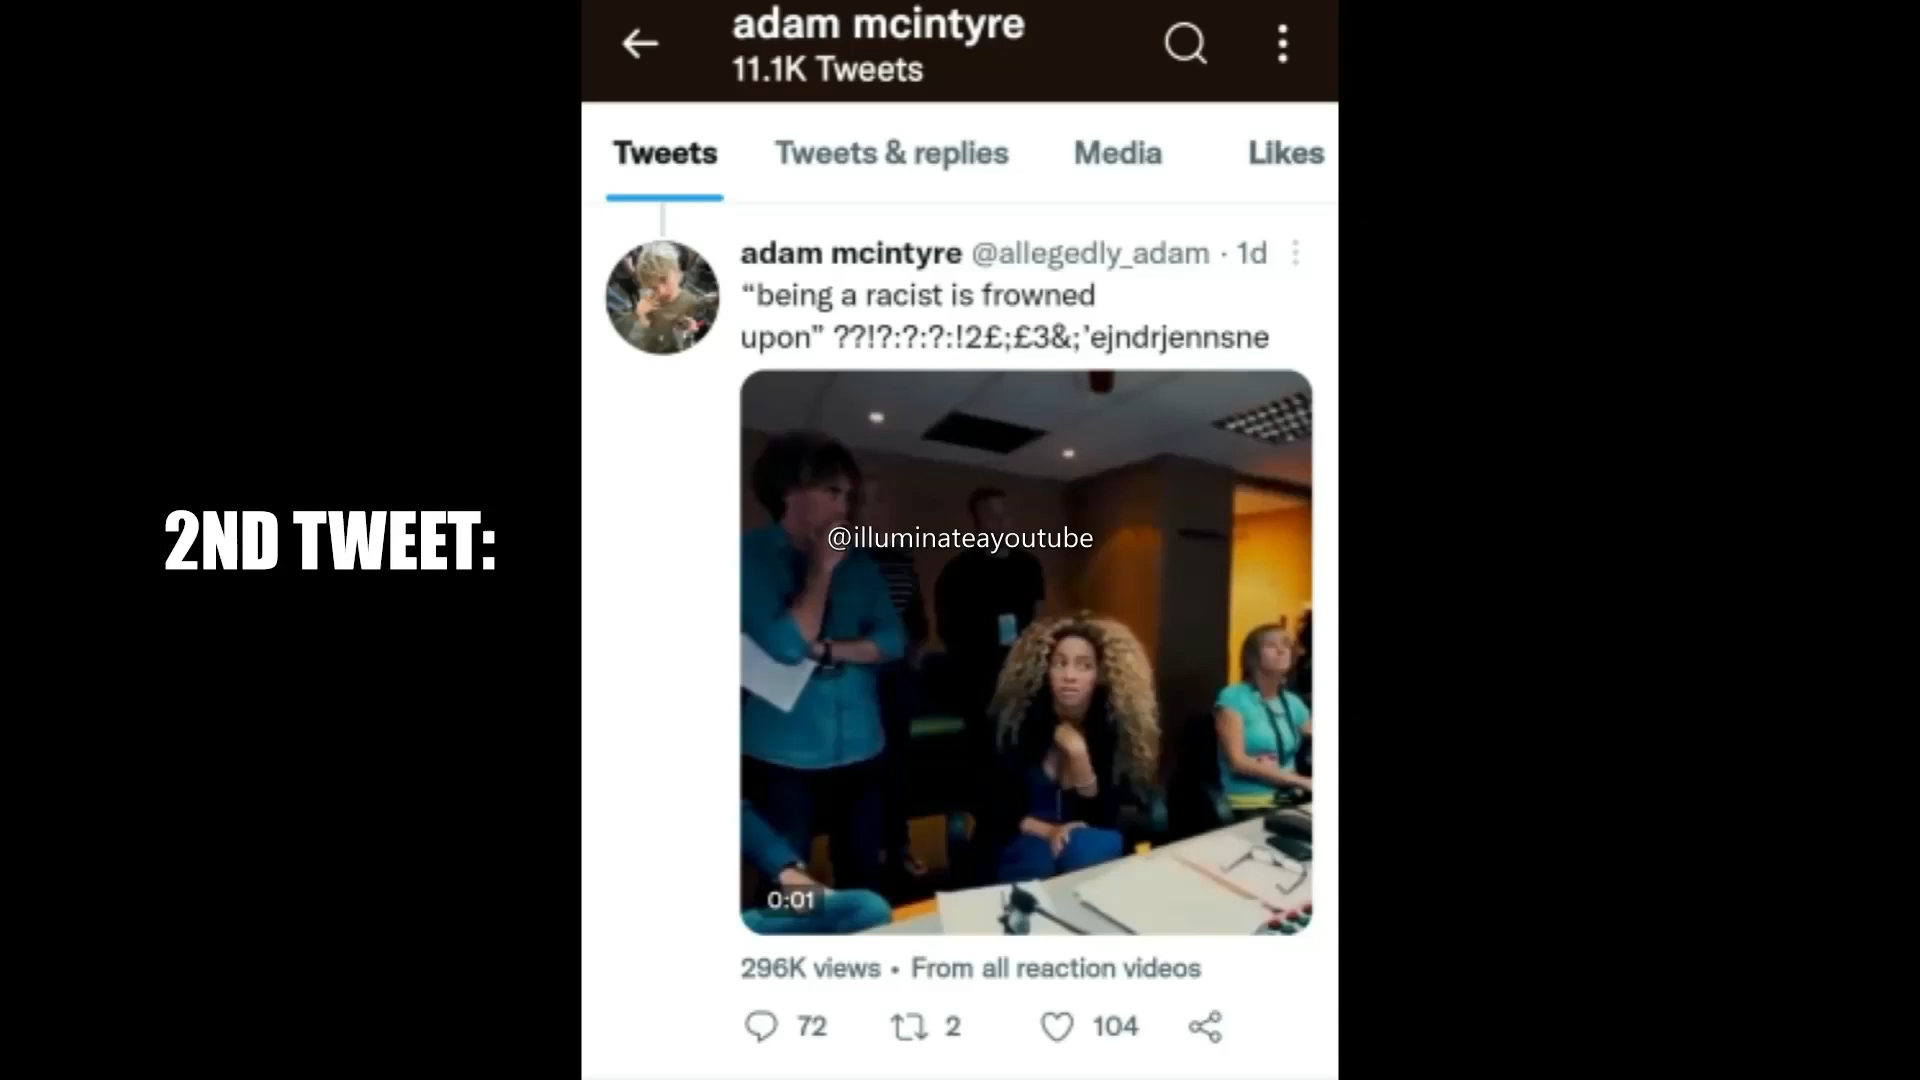 adam mcintyre
11.1K Tweets
Tweets
Tweets & replies
Media
Likes
adam mcintyre @allegedly_adam · 1d
“being a racist is frowned
upon” ??!?:?:?:!2£;£3&;'ejndrjennsne
2ND TWEET:
@illuminateayoutube
0:01
296K views • From all reaction videos
72
2
104